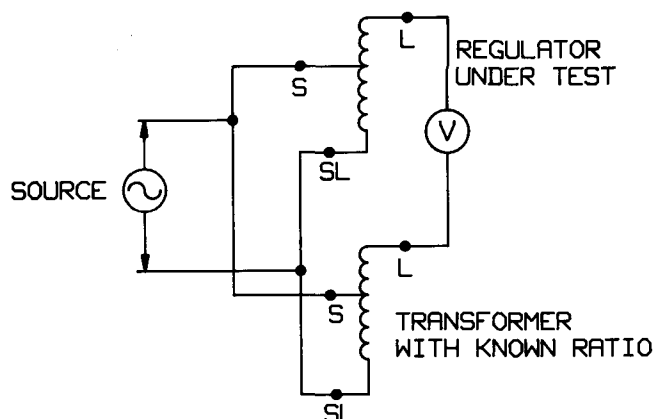 L
REGULATOR
UNDER TEST
S
V
SL
SOURCE
L
S
TRANSFORMER
WITH KNOWN RATIO
SL